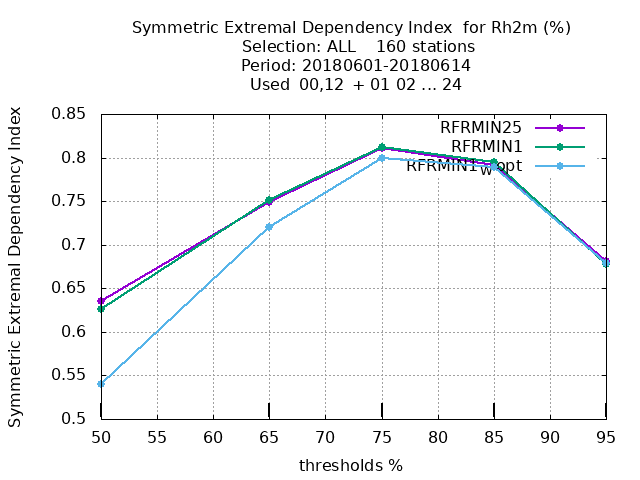 Symmetric Extremal Dependency Index for Rh2m (%)
Selection: ALL 160 stations
Period: 20180601-20180614
Used 00,12 + 01 02 ... 24
Symmetric Extremal Dependency Index
0.85
0.8
0.75
0.7
0.65
0.6
0.55
0.5
RFRMIN25
RFRMIN1
RFRMIN1wopt
50 55 60 65 70 75 80 85 90 95
thresholds %